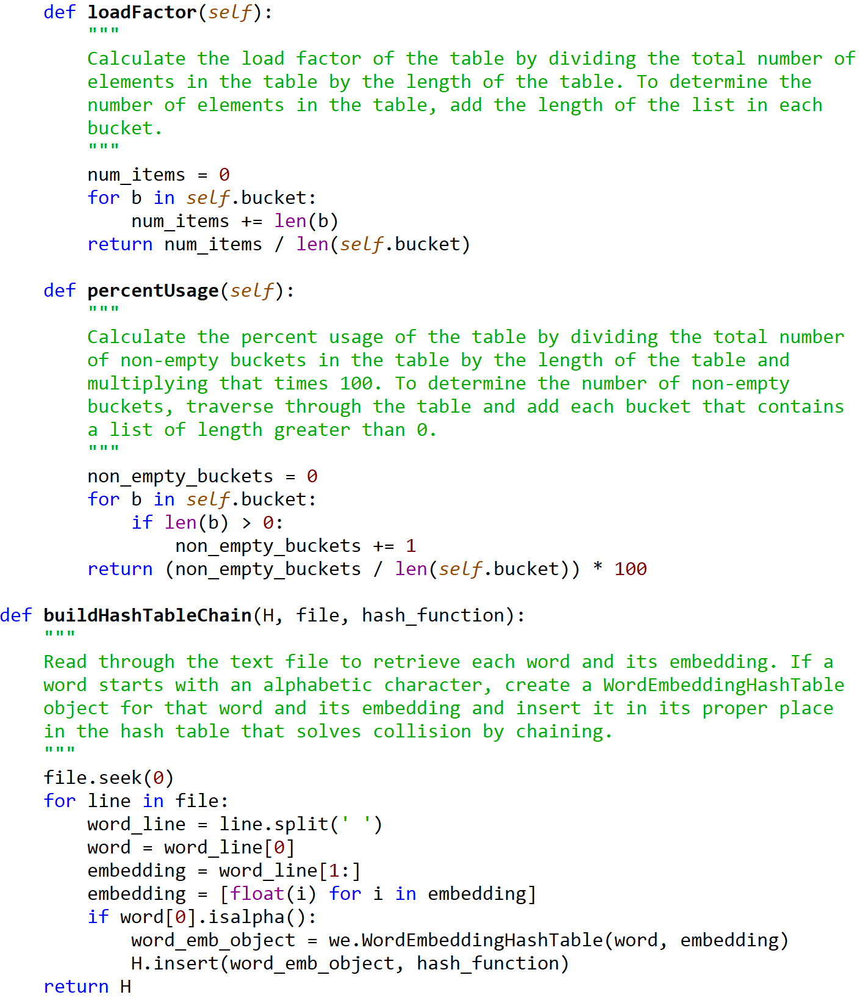 def loadFactor(self):
        """
        Calculate the load factor of the table by dividing the total number of
        elements in the table by the length of the table. To determine the
        number of elements in the table, add the length of the list in each
        bucket.
        """
        num_items = 0
        for b in self.bucket:
            num_items += len(b)
        return num_items / len(self.bucket)

    def percentUsage(self):
        """
        Calculate the percent usage of the table by dividing the total number
        of non-empty buckets in the table by the length of the table and
        multiplying that times 100. To determine the number of non-empty
        buckets, traverse through the table and add each bucket that contains
        a list of length greater than 0.
        """
        non_empty_buckets = 0
        for b in self.bucket:
            if len(b) > 0:
                non_empty_buckets += 1
        return (non_empty_buckets / len(self.bucket)) * 100

def buildHashTableChain(H, file, hash_function):
    """
    Read through the text file to retrieve each word and its embedding. If a
    word starts with an alphabetic character, create a WordEmbeddingHashTable
    object for that word and its embedding and insert it in its proper place
    in the hash table that solves collision by chaining.
    """
    file.seek(0)
    for line in file:
        word_line = line.split(' ')
        word = word_line[0]
        embedding = word_line[1:]
        embedding = [float(i) for i in embedding]
        if word[0].isalpha():
            word_emb_object = we.WordEmbeddingHashTable(word, embedding)
            H.insert(word_emb_object, hash_function)
    return H